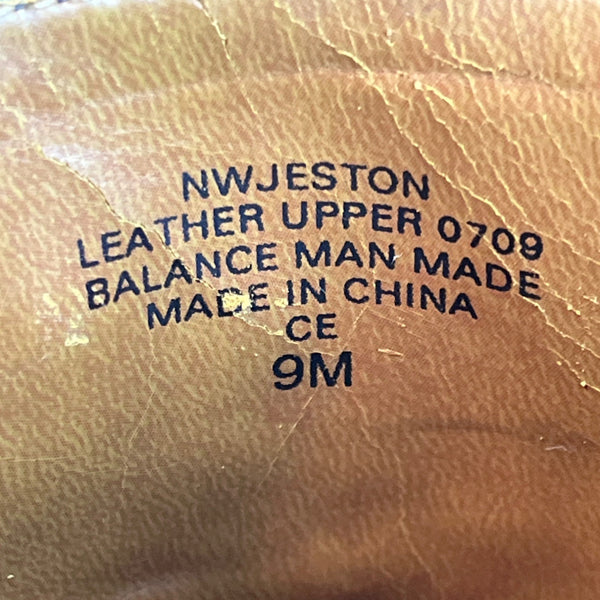 NWJESTON
LEATHER UPPER 0709
BALANCE MAN MADE
MADE IN CHINA
CE
9M